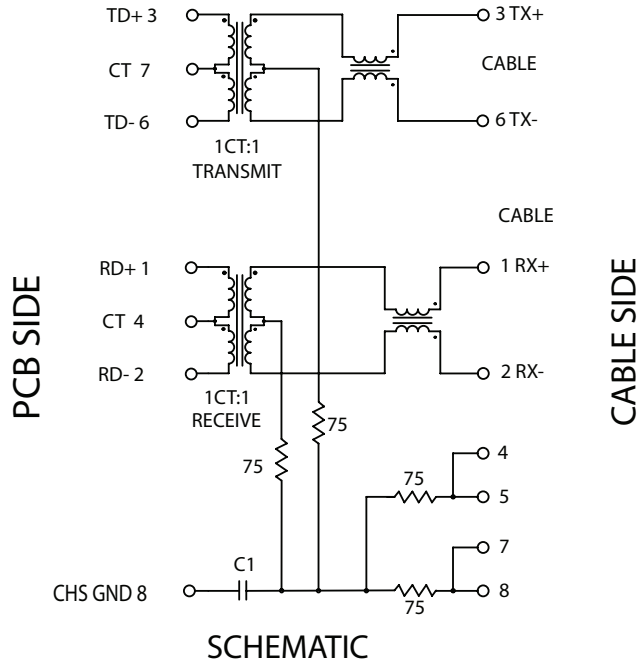 TD+ 3
3 TX+
CT 7
CABLE
TD- 6
6 TX-
1CT:1
TRANSMIT
CABLE
RD+ 1
1 RX+
CT 4
RD- 2
2 RX-
1CT:1
RECEIVE
PCB SIDE
CABLE SIDE
75
75
4
75
5
7
C1
CHS GND 8
8
75
SCHEMATIC